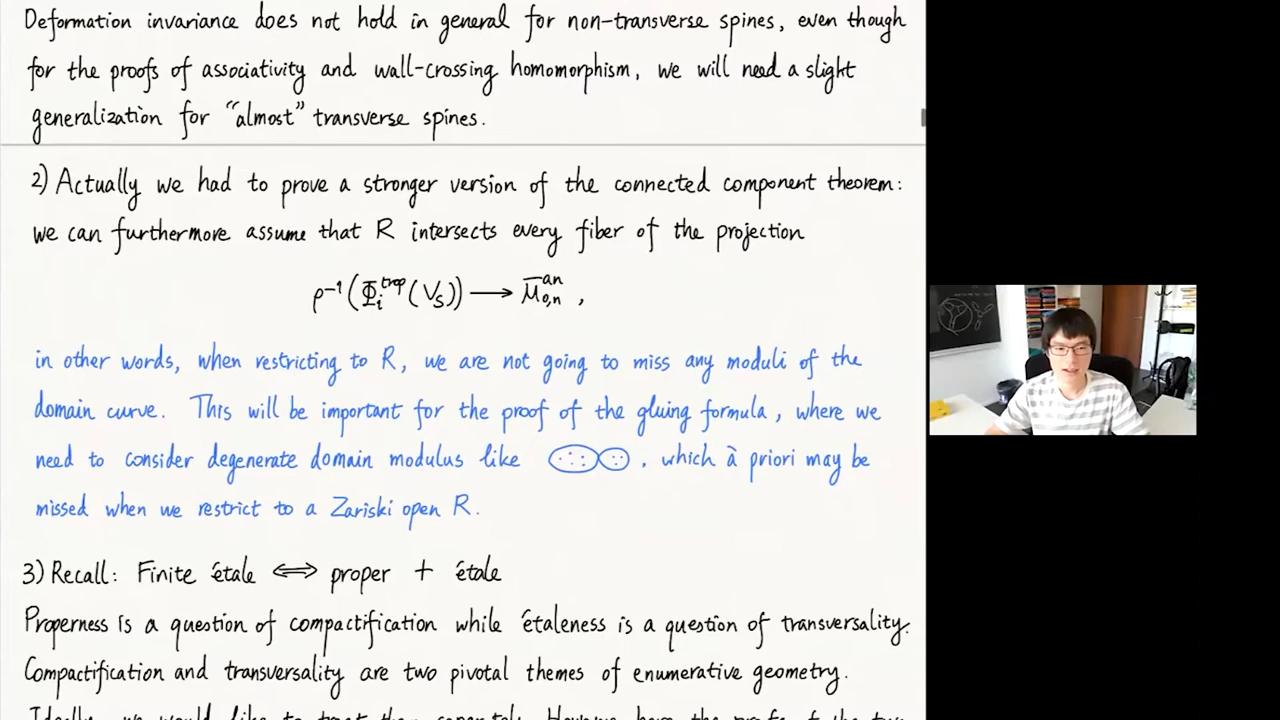 Deformation invariance does not hold in general for non-transverse spines, even though
for the proofs of associativity and wall-crossing homomorphism, we will need a slight
generalization for "almost" transverse spines.
2) Actually we had to prove a stronger version of the connected component theorem:
we can furthermore assume that R intersects every fiber of the projection
ρ⁻¹(Φᵢᵗʳᵒᵖ(V_S)) ⟶ M̄₀,ₙᵃⁿ ,
in other words, when restricting to R, we are not going to miss any moduli of the
domain curve. This will be important for the proof of the gluing formula, where we
need to consider degenerate domain modulus like , which à priori may be
missed when we restrict to a Zariski open R.
3) Recall: Finite étale ⟺ proper + étale
Properness is a question of compactification while étaleness is a question of transversality.
Compactification and transversality are two pivotal themes of enumerative geometry.